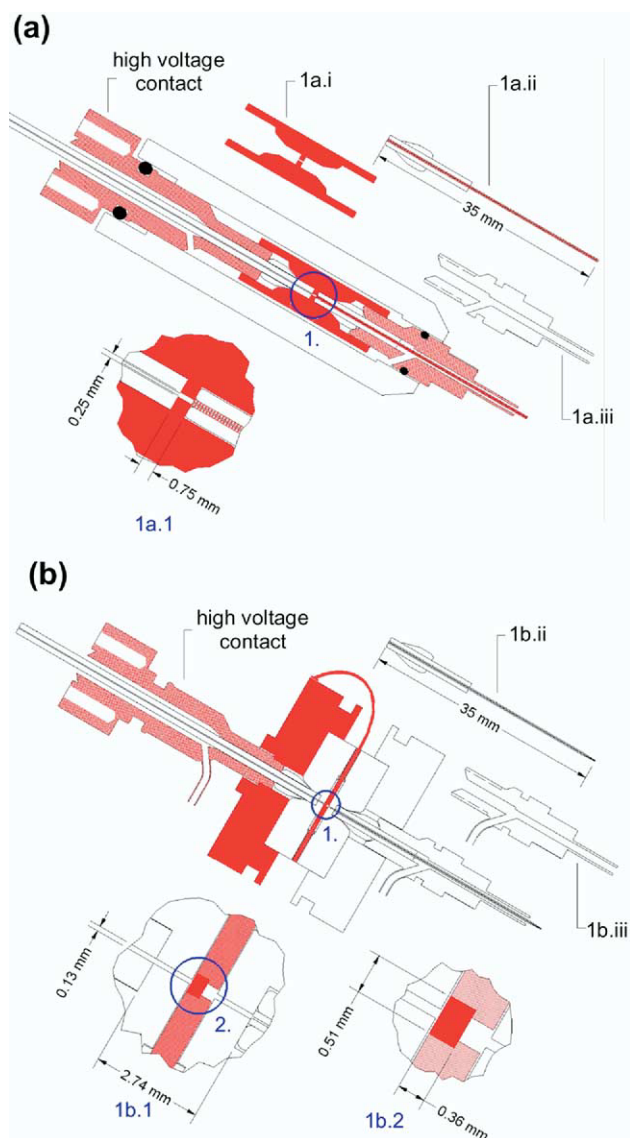 (a)
high voltage
contact
1a.i
1a.ii
35 mm
1.
1a.iii
0.25 mm
0.75 mm
1a.1
(b)
high voltage
contact
1b.ii
35 mm
1.
1b.iii
0.13 mm
2.
2.74 mm
1b.1
0.51 mm
0.36 mm
1b.2